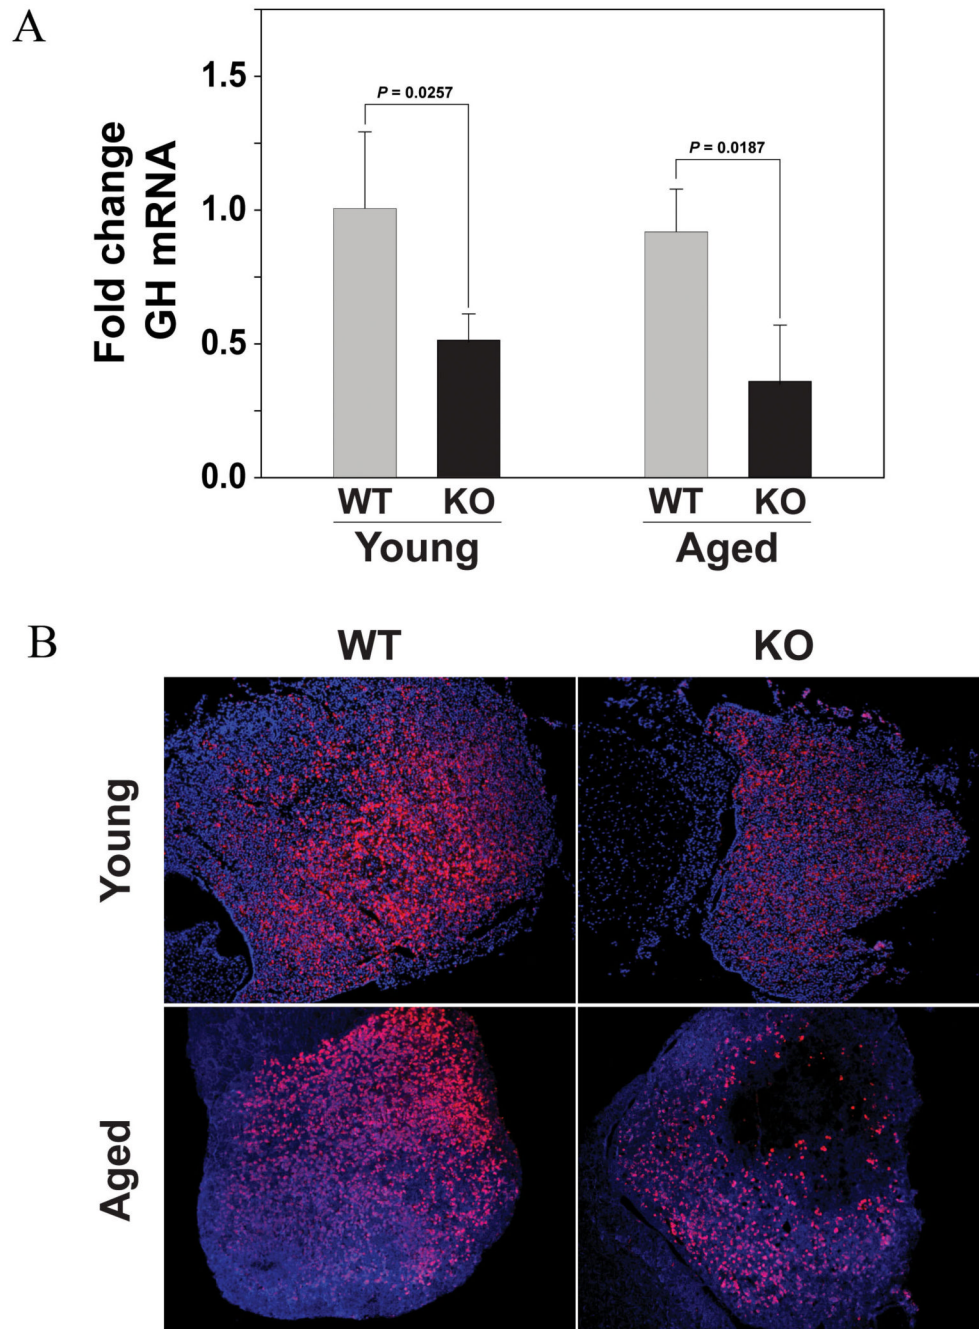 A
Fold change
GH mRNA
1.5
1.0
0.5
0.0
P = 0.0257
P = 0.0187
WT KO WT KO
Young Aged
B
WT KO
Young
Aged